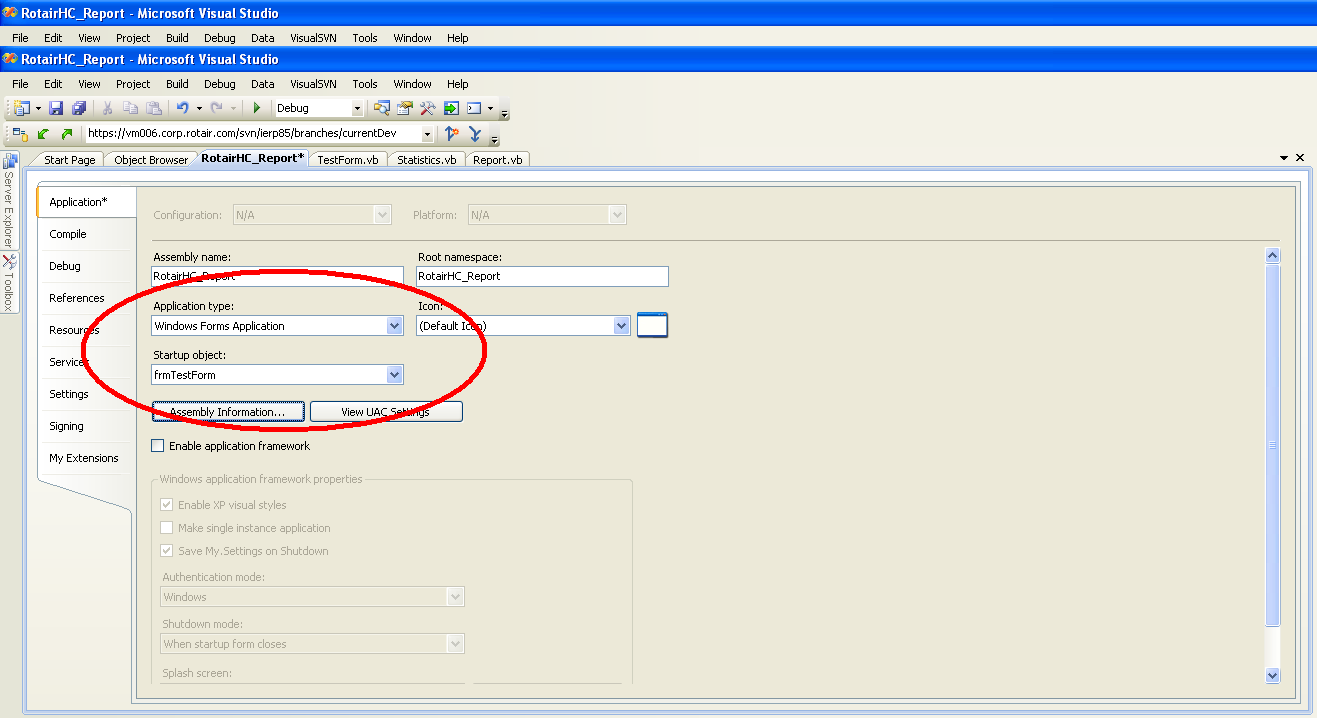 RotairHC_Report - Microsoft Visual Studio
File Edit View Project Build Debug Data VisualSVN Tools Window Help
RotairHC_Report - Microsoft Visual Studio
File Edit View Project Build Debug Data VisualSVN Tools Window Help
Debug
https://vm006.corp.rotair.com/svn/ierp85/branches/currentDev
Start Page Object Browser RotairHC_Report* TestForm.vb Statistics.vb Report.vb
Server Explorer
Toolbox
Application*
Compile
Debug
References
Resources
Services
Settings
Signing
My Extensions
Configuration: N/A Platform: N/A
Assembly name: Root namespace:
RotairHC_Report RotairHC_Report
Application type: Icon:
Windows Forms Application (Default Icon)
Startup object:
frmTestForm
Assembly Information... View UAC Settings
Enable application framework
Windows application framework properties
Enable XP visual styles
Make single instance application
Save My.Settings on Shutdown
Authentication mode:
Windows
Shutdown mode:
When startup form closes
Splash screen: